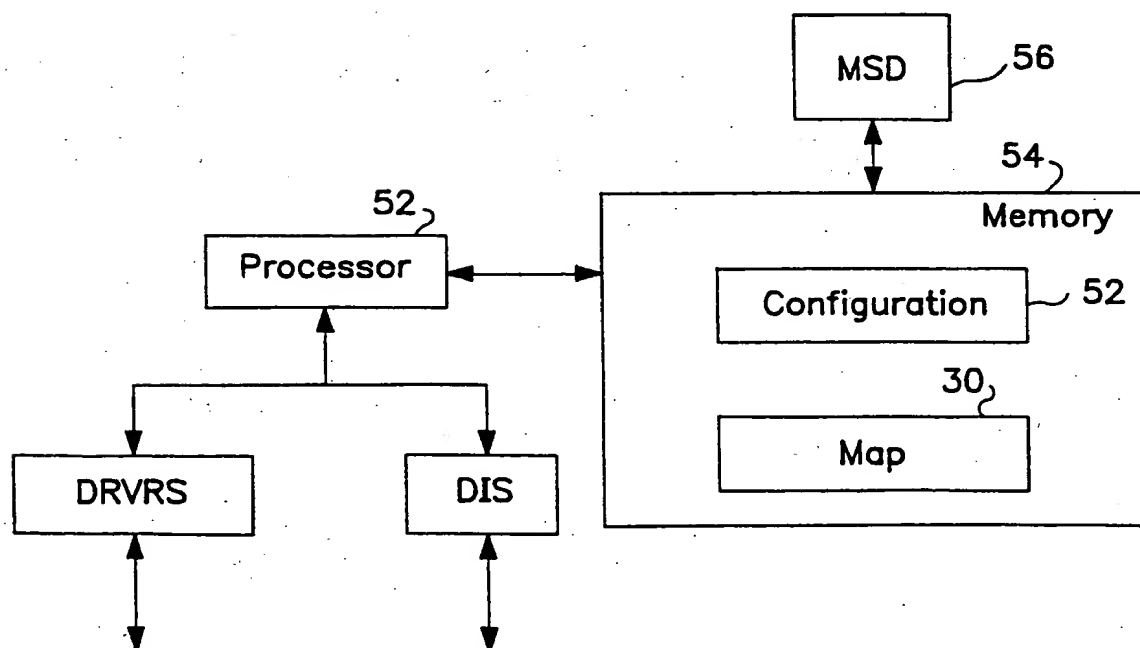 MSD
56
54
Memory
52
Processor
Configuration
52
30
Map
DRVRS
DIS